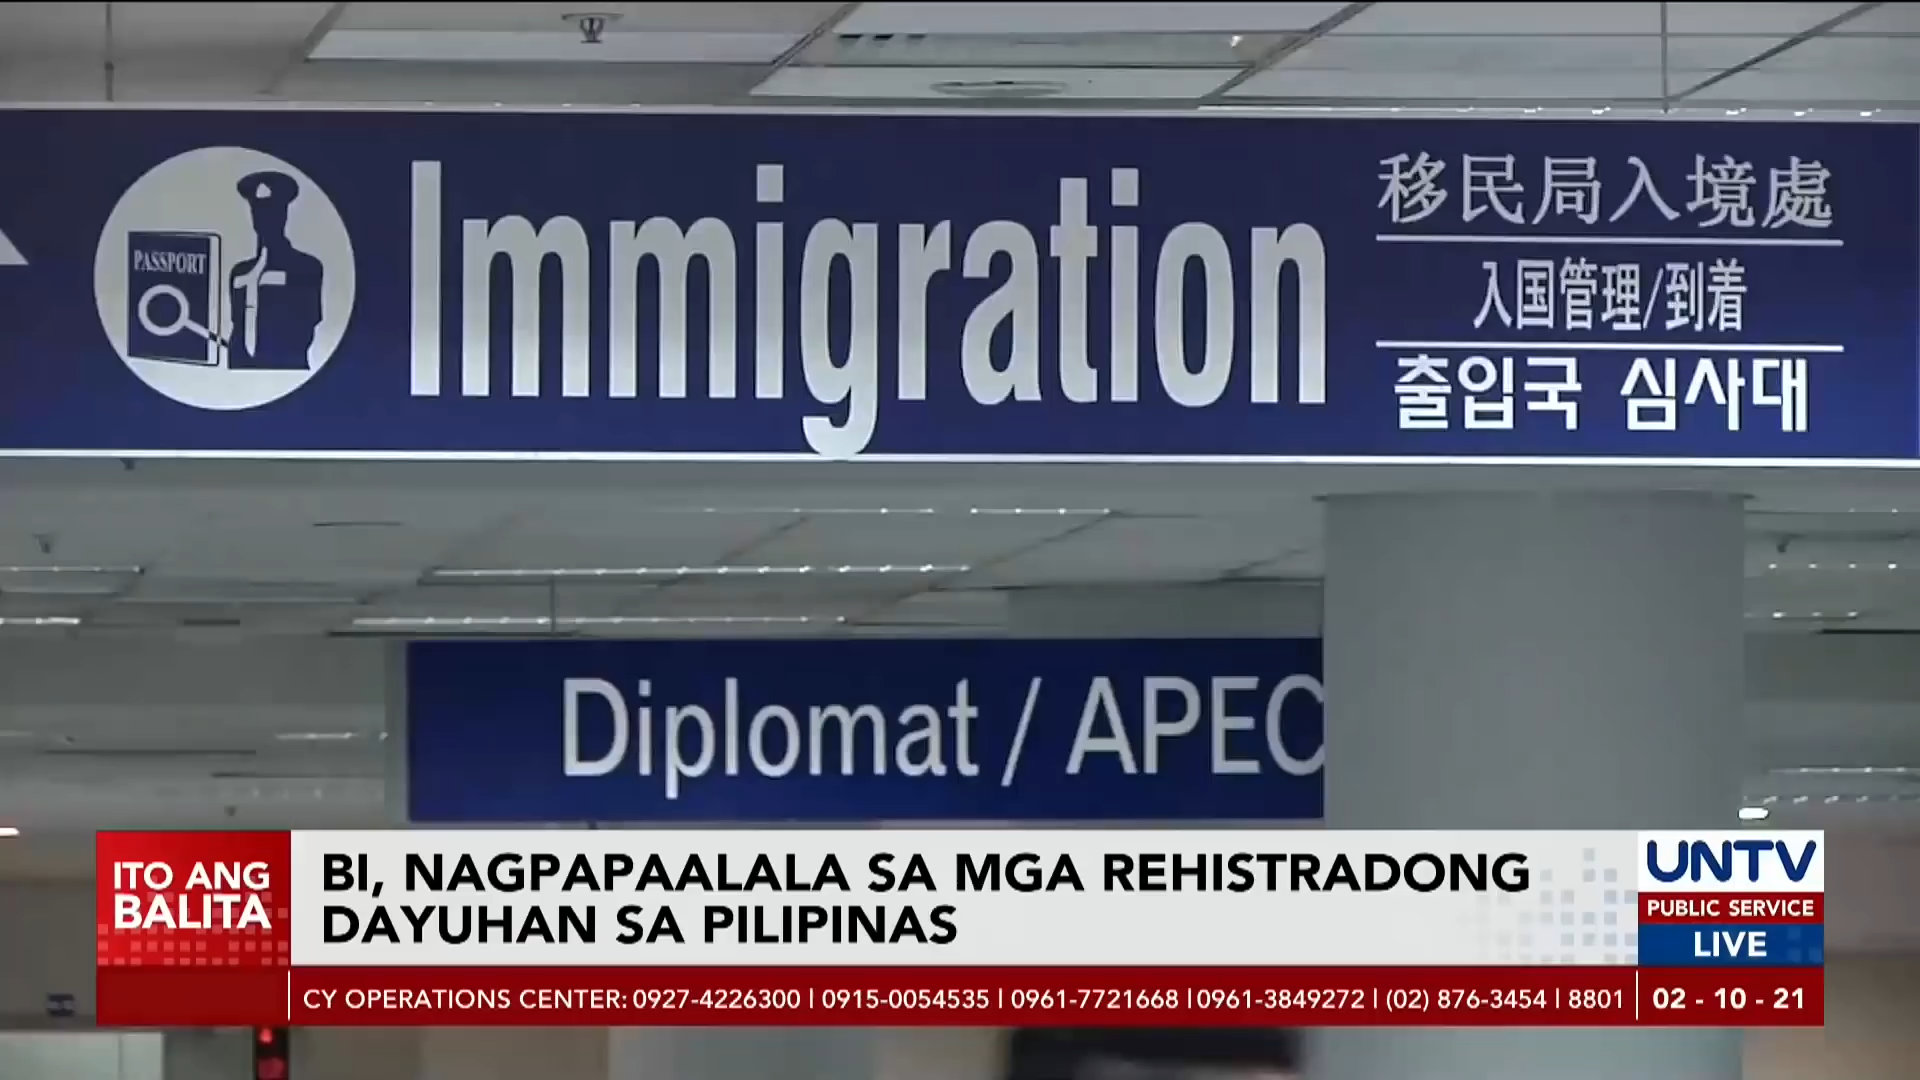 PASSPORT
Immigration
移民局入境處
入国管理/到着
출입국 심사대
Diplomat / APEC
ITO ANG
BALITA
BI, NAGPAPAALALA SA MGA REHISTRADONG
DAYUHAN SA PILIPINAS
UNTV
PUBLIC SERVICE
LIVE
CY OPERATIONS CENTER: 0927-4226300 | 0915-0054535 | 0961-7721668 | 0961-3849272 | (02) 876-3454 | 8801
02 - 10 - 21